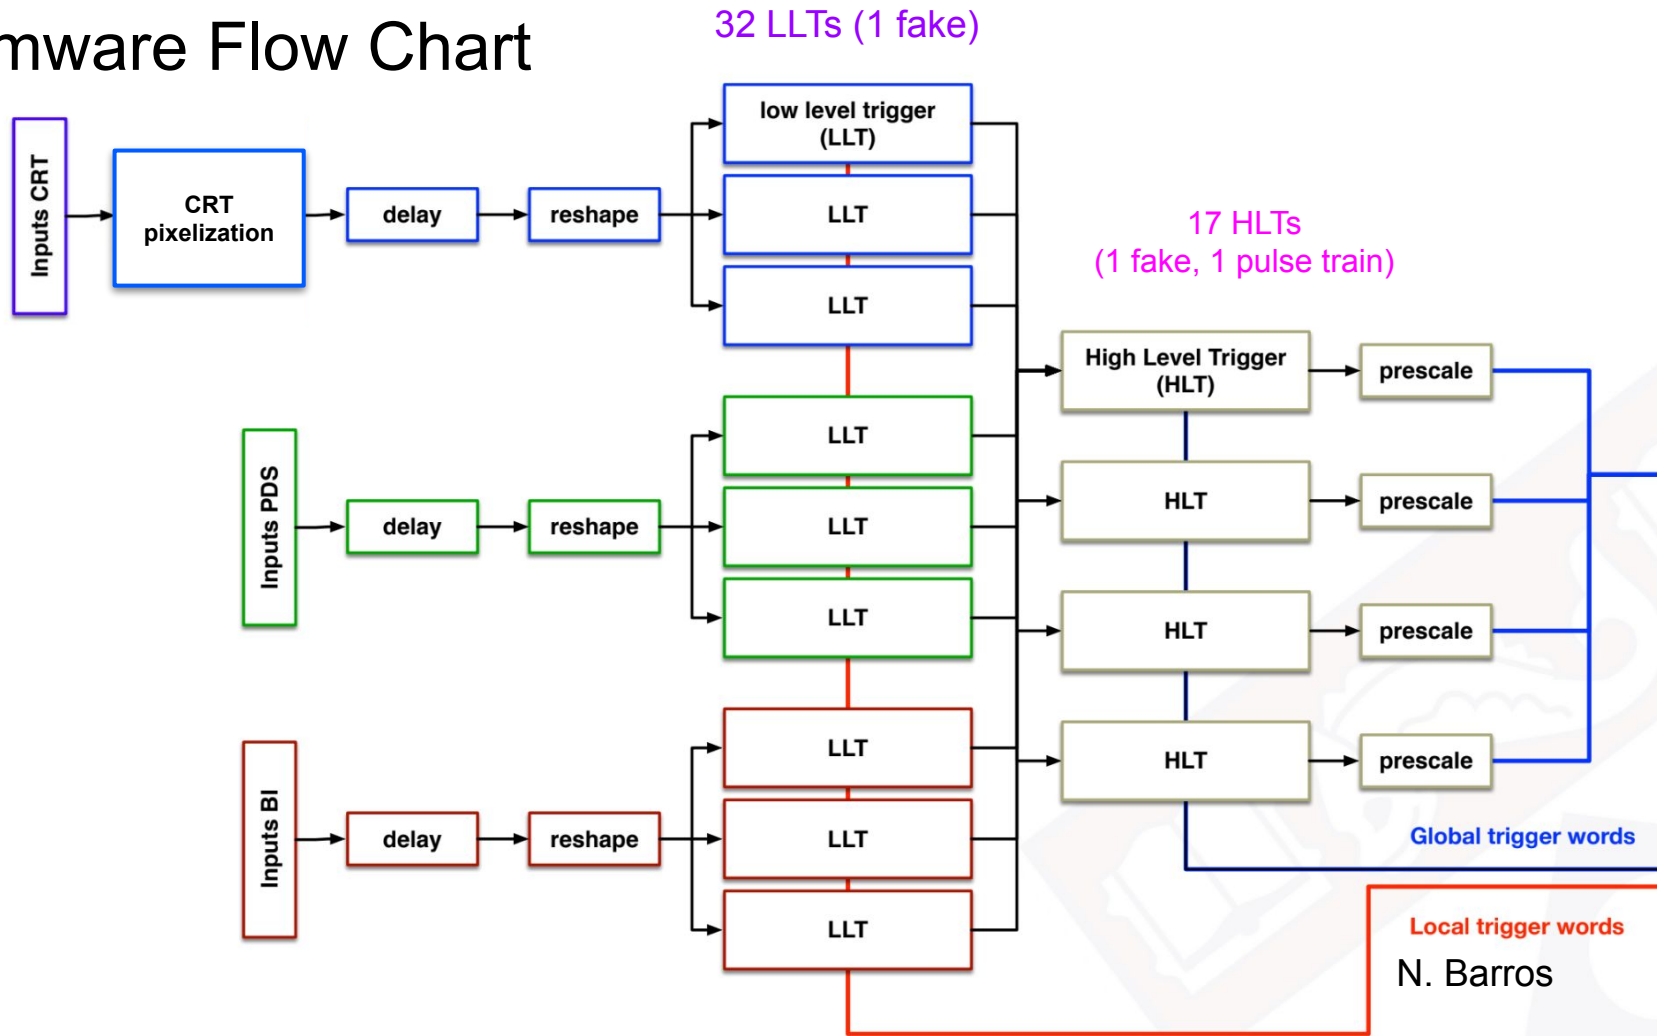 mware Flow Chart
32 LLTs (1 fake)
low level trigger
(LLT)
Inputs CRT
CRT
pixelization
delay
reshape
LLT
LLT
17 HLTs
(1 fake, 1 pulse train)
High Level Trigger
(HLT)
prescale
LLT
Inputs PDS
delay
reshape
LLT
LLT
HLT
prescale
HLT
prescale
LLT
Inputs BI
delay
reshape
LLT
LLT
HLT
prescale
Global trigger words
Local trigger words
N. Barros